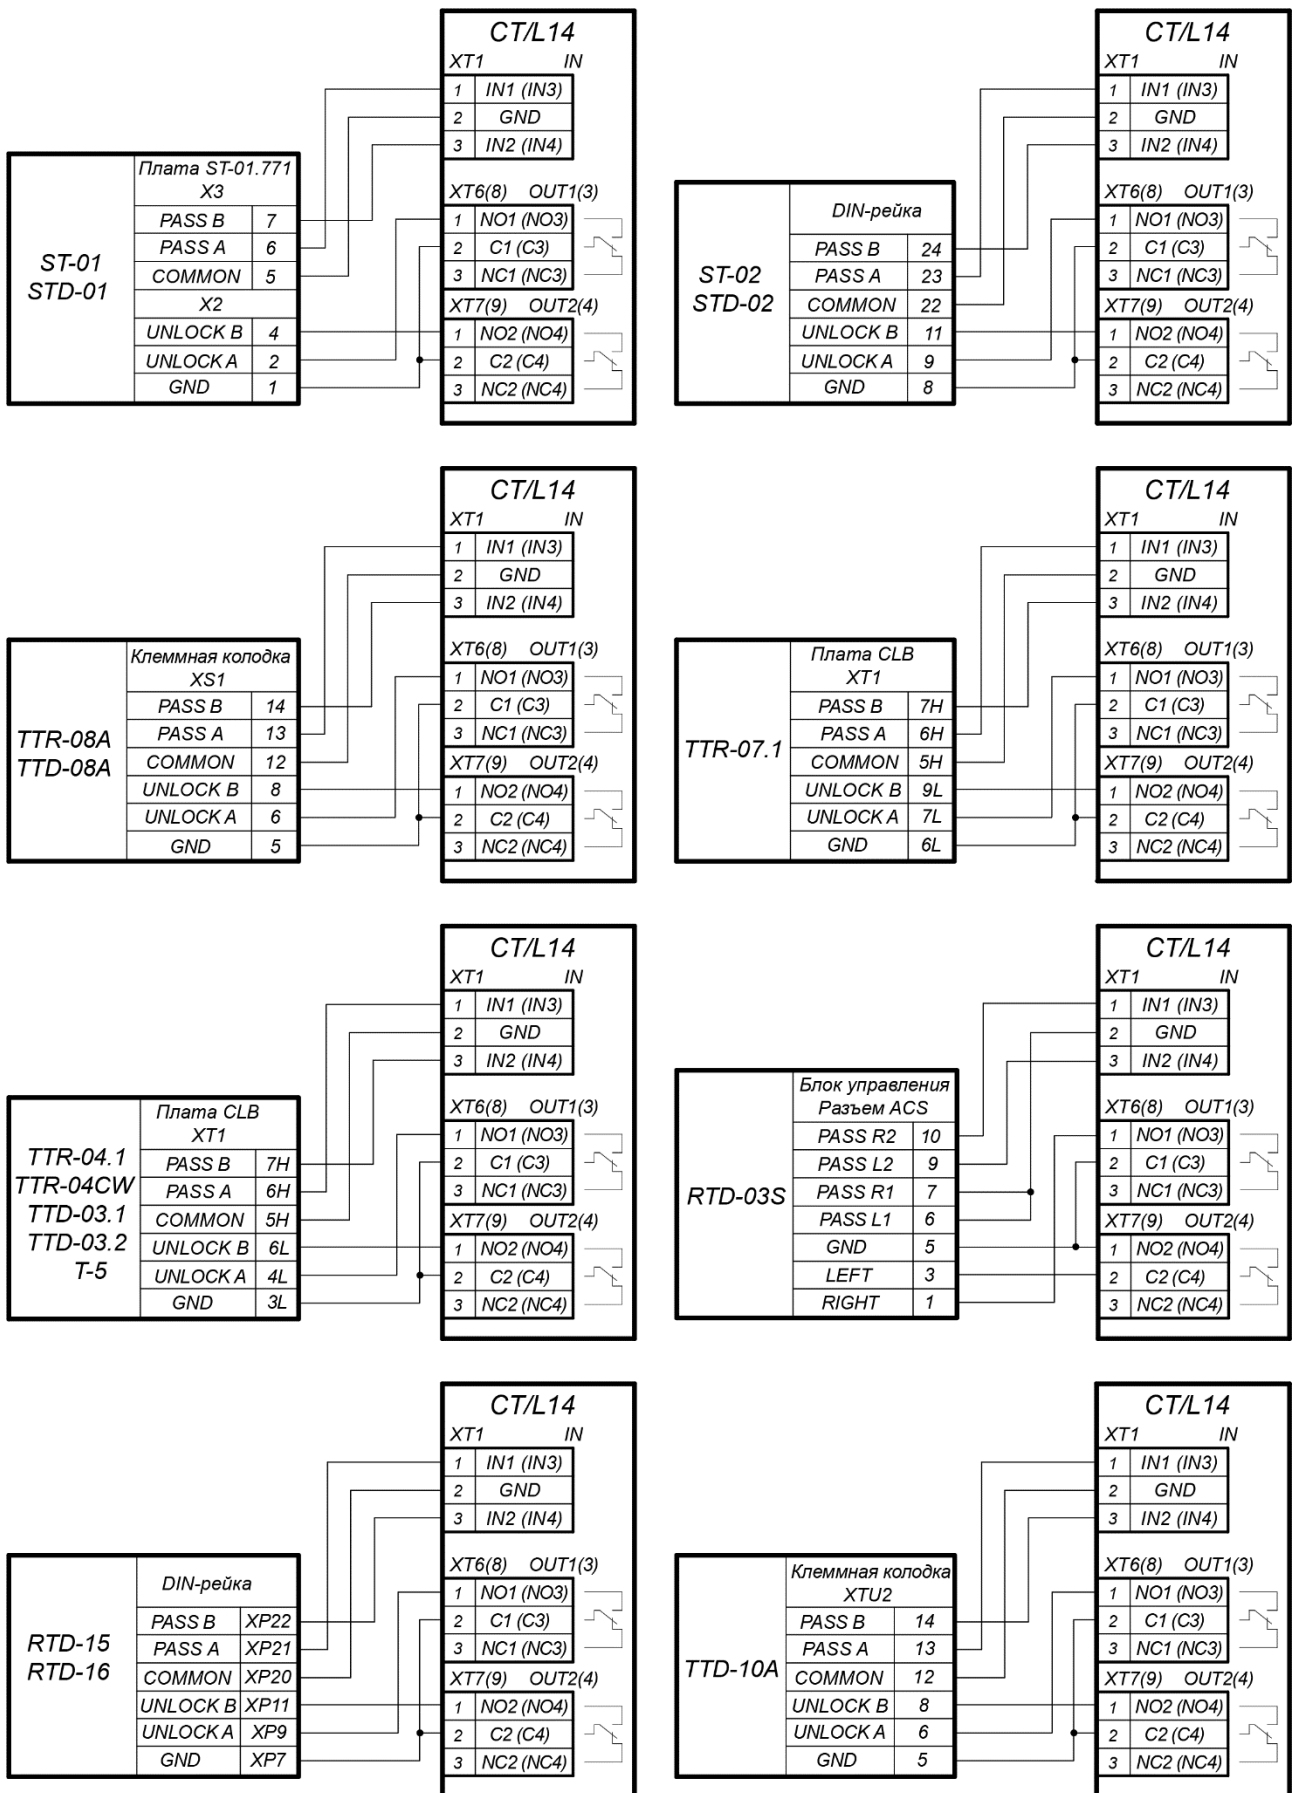 CT/L14
XT1 IN
1 IN1 (IN3)
2 GND
3 IN2 (IN4)
XT6(8) OUT1(3)
1 NO1 (NO3)
2 C1 (C3)
3 NC1 (NC3)
XT7(9) OUT2(4)
1 NO2 (NO4)
2 C2 (C4)
3 NC2 (NC4)
ST-01
STD-01
Плата ST-01.771
X3
PASS B 7
PASS A 6
COMMON 5
X2
UNLOCK B 4
UNLOCK A 2
GND 1
CT/L14
XT1 IN
1 IN1 (IN3)
2 GND
3 IN2 (IN4)
XT6(8) OUT1(3)
1 NO1 (NO3)
2 C1 (C3)
3 NC1 (NC3)
XT7(9) OUT2(4)
1 NO2 (NO4)
2 C2 (C4)
3 NC2 (NC4)
ST-02
STD-02
DIN-рейка
PASS B 24
PASS A 23
COMMON 22
UNLOCK B 11
UNLOCK A 9
GND 8
CT/L14
XT1 IN
1 IN1 (IN3)
2 GND
3 IN2 (IN4)
XT6(8) OUT1(3)
1 NO1 (NO3)
2 C1 (C3)
3 NC1 (NC3)
XT7(9) OUT2(4)
1 NO2 (NO4)
2 C2 (C4)
3 NC2 (NC4)
TTR-08A
TTD-08A
Клеммная колодка
XS1
PASS B 14
PASS A 13
COMMON 12
UNLOCK B 8
UNLOCK A 6
GND 5
CT/L14
XT1 IN
1 IN1 (IN3)
2 GND
3 IN2 (IN4)
XT6(8) OUT1(3)
1 NO1 (NO3)
2 C1 (C3)
3 NC1 (NC3)
XT7(9) OUT2(4)
1 NO2 (NO4)
2 C2 (C4)
3 NC2 (NC4)
TTR-07.1
Плата CLB
XT1
PASS B 7H
PASS A 6H
COMMON 5H
UNLOCK B 9L
UNLOCK A 7L
GND 6L
CT/L14
XT1 IN
1 IN1 (IN3)
2 GND
3 IN2 (IN4)
XT6(8) OUT1(3)
1 NO1 (NO3)
2 C1 (C3)
3 NC1 (NC3)
XT7(9) OUT2(4)
1 NO2 (NO4)
2 C2 (C4)
3 NC2 (NC4)
TTR-04.1
TTR-04CW
TTD-03.1
TTD-03.2
T-5
Плата CLB
XT1
PASS B 7H
PASS A 6H
COMMON 5H
UNLOCK B 6L
UNLOCK A 4L
GND 3L
CT/L14
XT1 IN
1 IN1 (IN3)
2 GND
3 IN2 (IN4)
XT6(8) OUT1(3)
1 NO1 (NO3)
2 C1 (C3)
3 NC1 (NC3)
XT7(9) OUT2(4)
1 NO2 (NO4)
2 C2 (C4)
3 NC2 (NC4)
RTD-03S
Блок управления
Разъем ACS
PASS R2 10
PASS L2 9
PASS R1 7
PASS L1 6
GND 5
LEFT 3
RIGHT 1
CT/L14
XT1 IN
1 IN1 (IN3)
2 GND
3 IN2 (IN4)
XT6(8) OUT1(3)
1 NO1 (NO3)
2 C1 (C3)
3 NC1 (NC3)
XT7(9) OUT2(4)
1 NO2 (NO4)
2 C2 (C4)
3 NC2 (NC4)
RTD-15
RTD-16
DIN-рейка
PASS B XP22
PASS A XP21
COMMON XP20
UNLOCK B XP11
UNLOCK A XP9
GND XP7
CT/L14
XT1 IN
1 IN1 (IN3)
2 GND
3 IN2 (IN4)
XT6(8) OUT1(3)
1 NO1 (NO3)
2 C1 (C3)
3 NC1 (NC3)
XT7(9) OUT2(4)
1 NO2 (NO4)
2 C2 (C4)
3 NC2 (NC4)
TTD-10A
Клеммная колодка
XTU2
PASS B 14
PASS A 13
COMMON 12
UNLOCK B 8
UNLOCK A 6
GND 5